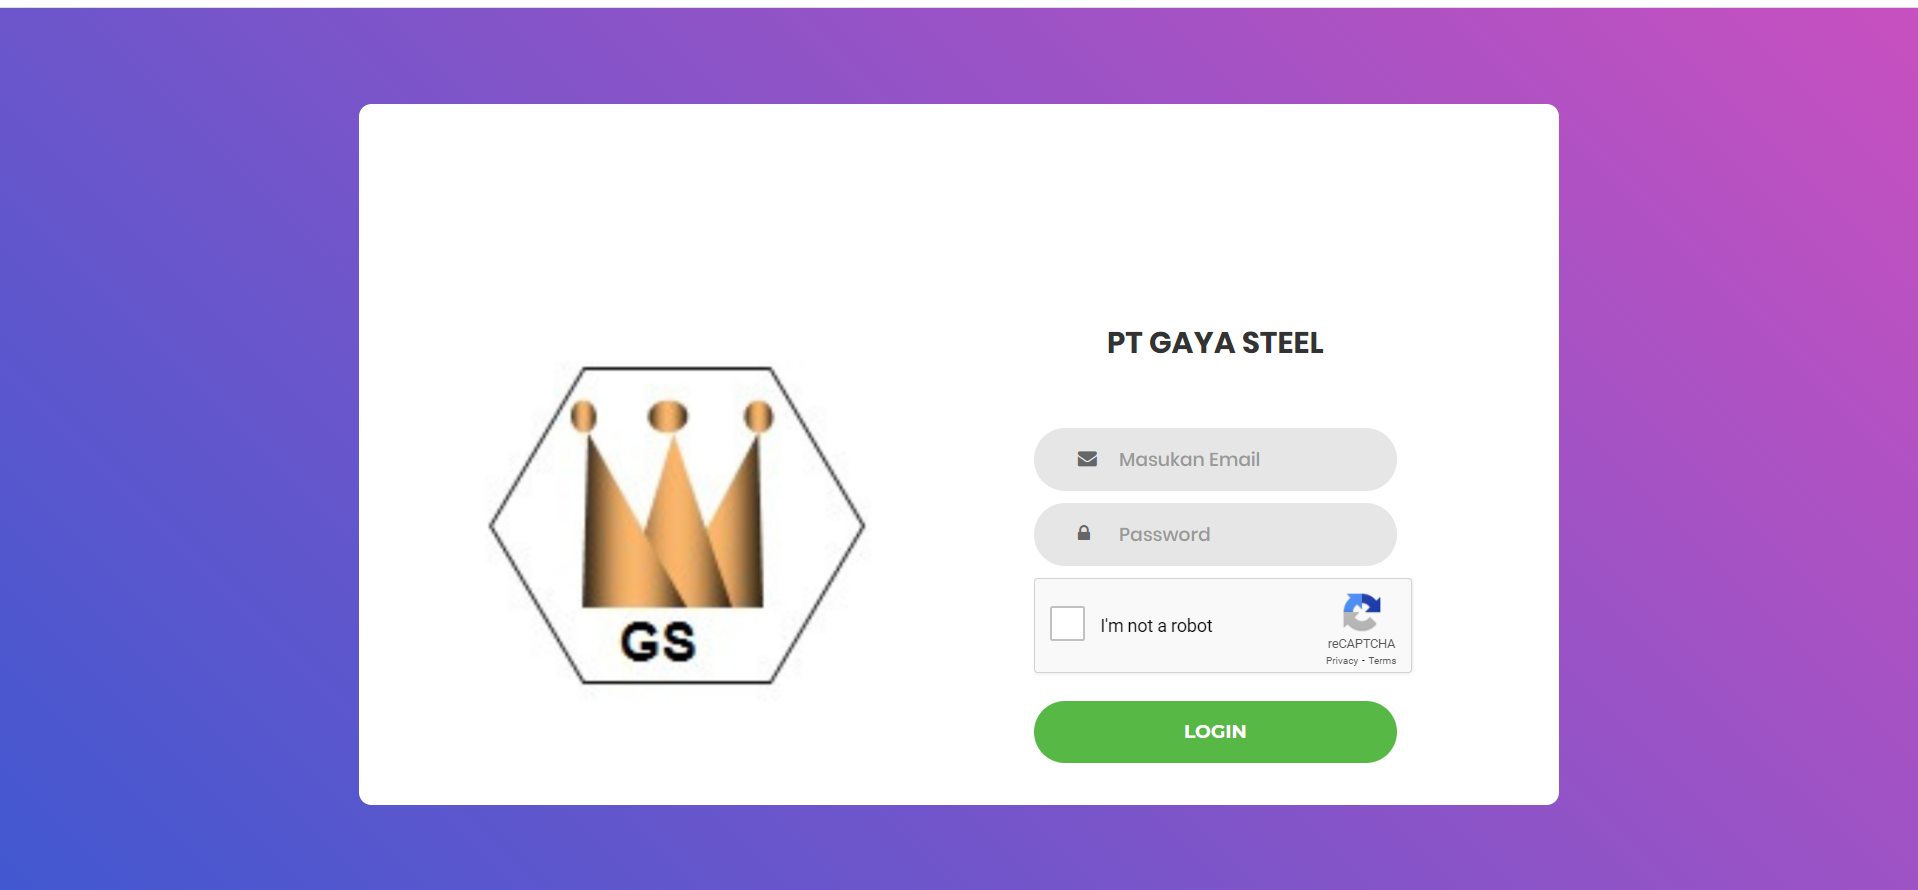 PT GAYA STEEL
GS
Masukan Email
Password
I'm not a robot
reCAPTCHA
Privacy - Terms
LOGIN